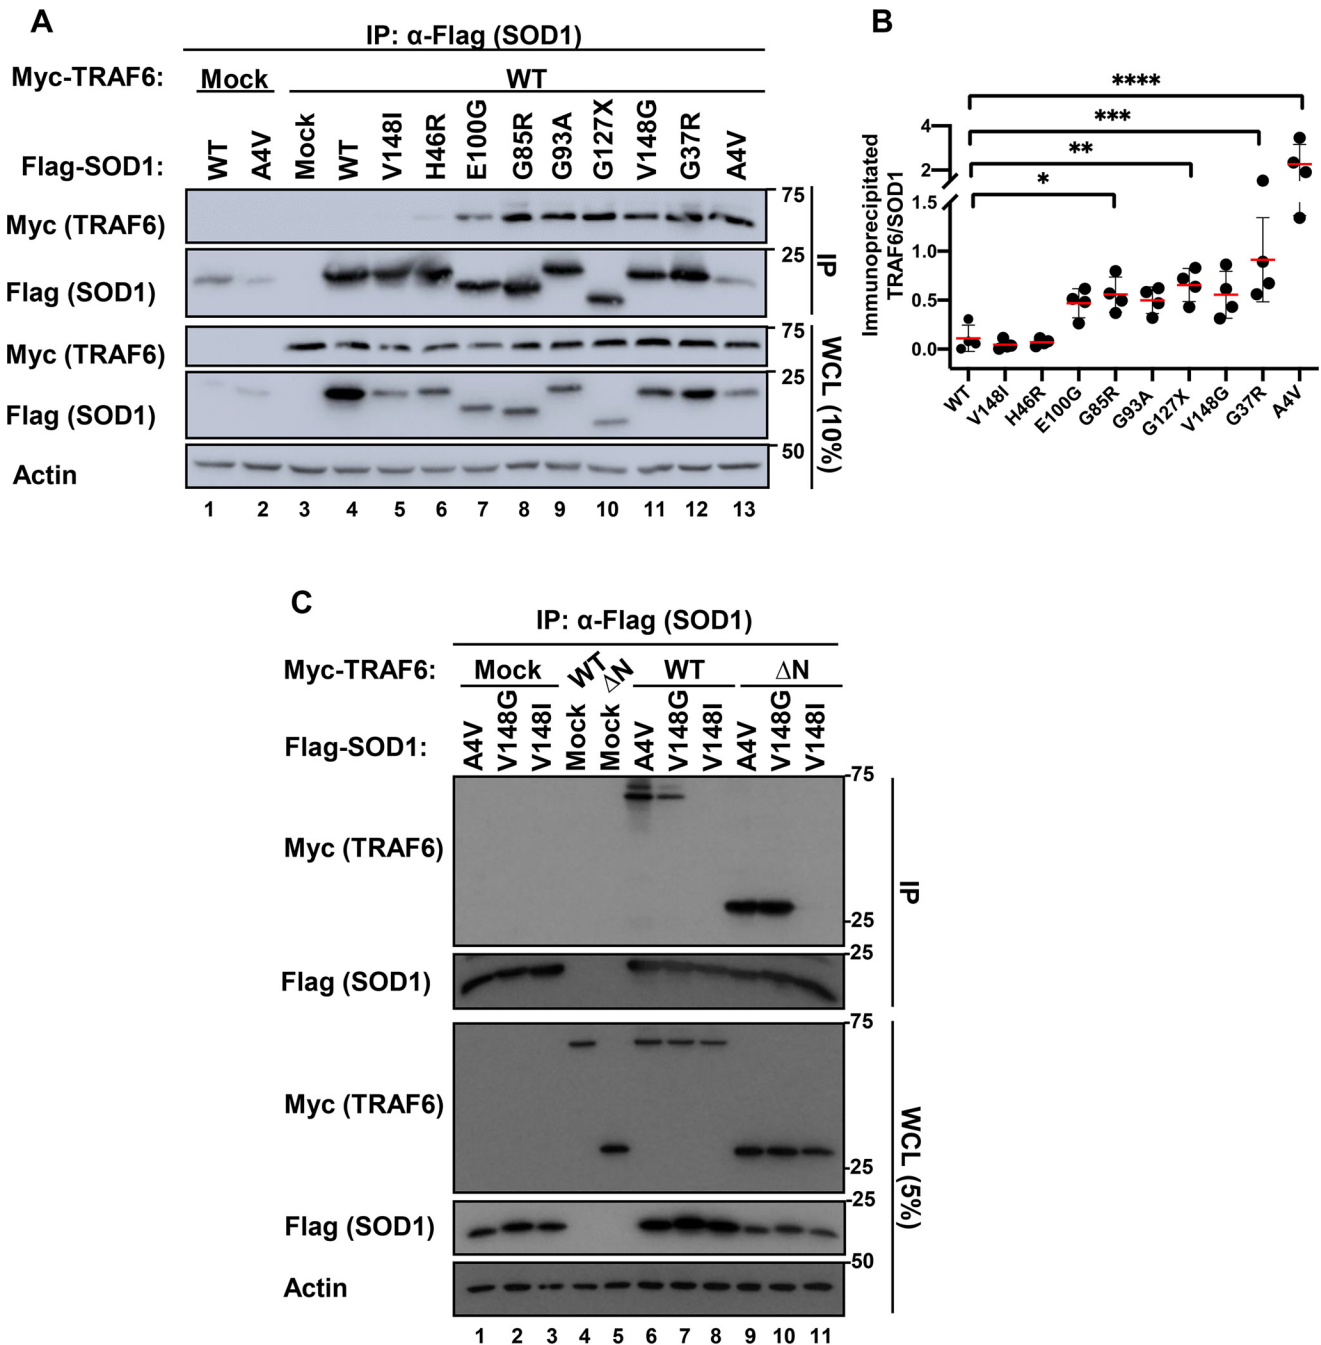 A
IP: α-Flag (SOD1)
Myc-TRAF6: Mock WT
Flag-SOD1: WT A4V Mock WT V148I H46R E100G G85R G93A G127X V148G G37R A4V
75
Myc (TRAF6)
25
Flag (SOD1)
IP
75
Myc (TRAF6)
25
Flag (SOD1)
50
Actin
WCL (10%)
1 2 3 4 5 6 7 8 9 10 11 12 13
B
****
***
**
*
Immunoprecipitated
TRAF6/SOD1
4
2
1.5
1.0
0.5
0.0
WT V148I H46R E100G G85R G93A G127X V148G G37R A4V
C
IP: α-Flag (SOD1)
Myc-TRAF6: Mock WT ΔN WT ΔN
Flag-SOD1: A4V V148G V148I Mock Mock A4V V148G V148I A4V V148G V148I
-75
Myc (TRAF6)
-25
-25
Flag (SOD1)
IP
-75
Myc (TRAF6)
-25
-25
Flag (SOD1)
-50
Actin
WCL (5%)
1 2 3 4 5 6 7 8 9 10 11